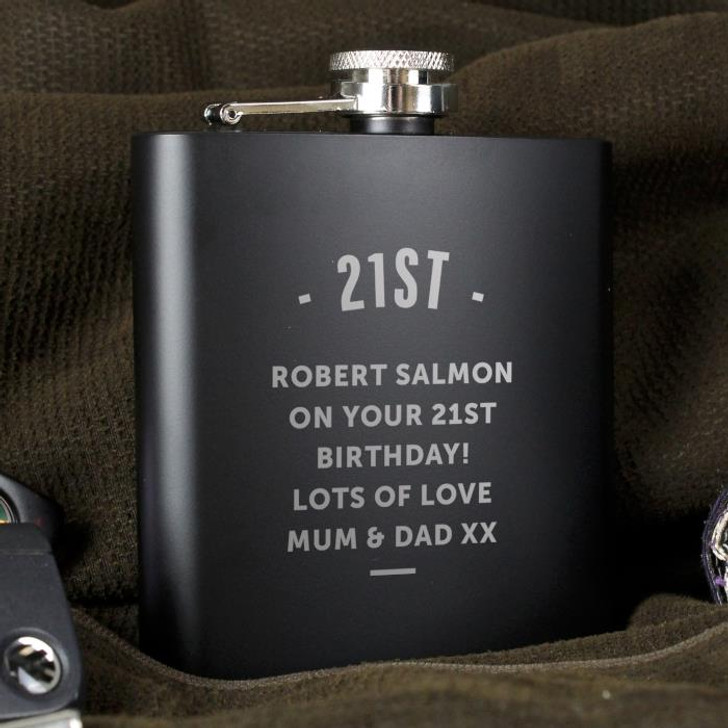 - 21ST -
ROBERT SALMON
ON YOUR 21ST
BIRTHDAY!
LOTS OF LOVE
MUM & DAD XX